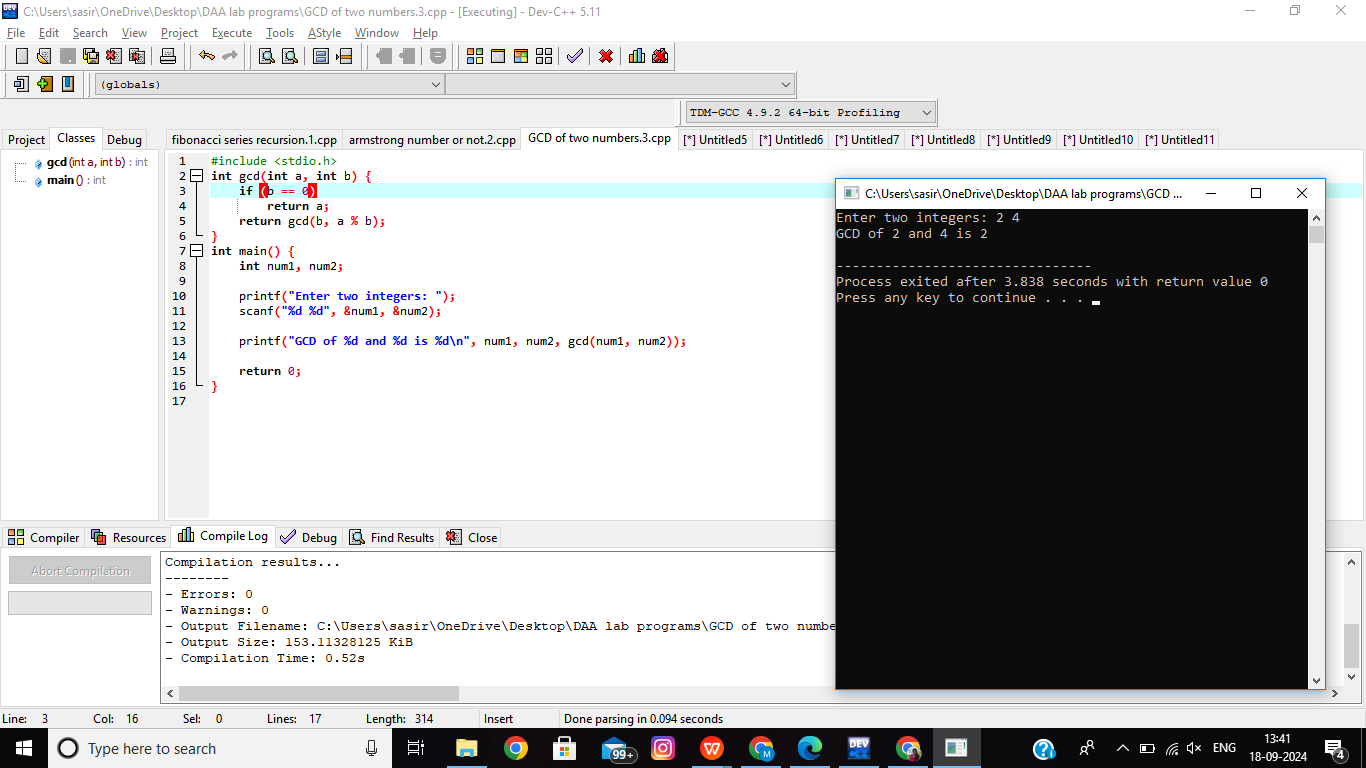 C:\Users\sasir\OneDrive\Desktop\DAA lab programs\GCD of two numbers.3.cpp - [Executing] - Dev-C++ 5.11
File Edit Search View Project Execute Tools AStyle Window Help
(globals)
TDM-GCC 4.9.2 64-bit Profiling
Project Classes Debug
fibonacci series recursion.1.cpp armstrong number or not.2.cpp GCD of two numbers.3.cpp [*] Untitled5 [*] Untitled6 [*] Untitled7 [*] Untitled8 [*] Untitled9 [*] Untitled10 [*] Untitled11
gcd (int a, int b) : int
main () : int
1 #include <stdio.h>
2 int gcd(int a, int b) {
3 if (b == 0)
4 return a;
5 return gcd(b, a % b);
6 }
7 int main() {
8 int num1, num2;
9
10 printf("Enter two integers: ");
11 scanf("%d %d", &num1, &num2);
12
13 printf("GCD of %d and %d is %d\n", num1, num2, gcd(num1, num2));
14
15 return 0;
16 }
17
C:\Users\sasir\OneDrive\Desktop\DAA lab programs\GCD ...
Enter two integers: 2 4
GCD of 2 and 4 is 2
--------------------------------
Process exited after 3.838 seconds with return value 0
Press any key to continue . . .
Compiler Resources Compile Log Debug Find Results Close
Abort Compilation
Compilation results...
--------
- Errors: 0
- Warnings: 0
- Output Filename: C:\Users\sasir\OneDrive\Desktop\DAA lab programs\GCD of two numbe
- Output Size: 153.11328125 KiB
- Compilation Time: 0.52s
Line: 3 Col: 16 Sel: 0 Lines: 17 Length: 314 Insert Done parsing in 0.094 seconds
Type here to search
99+
DEV
ENG
13:41
18-09-2024
4